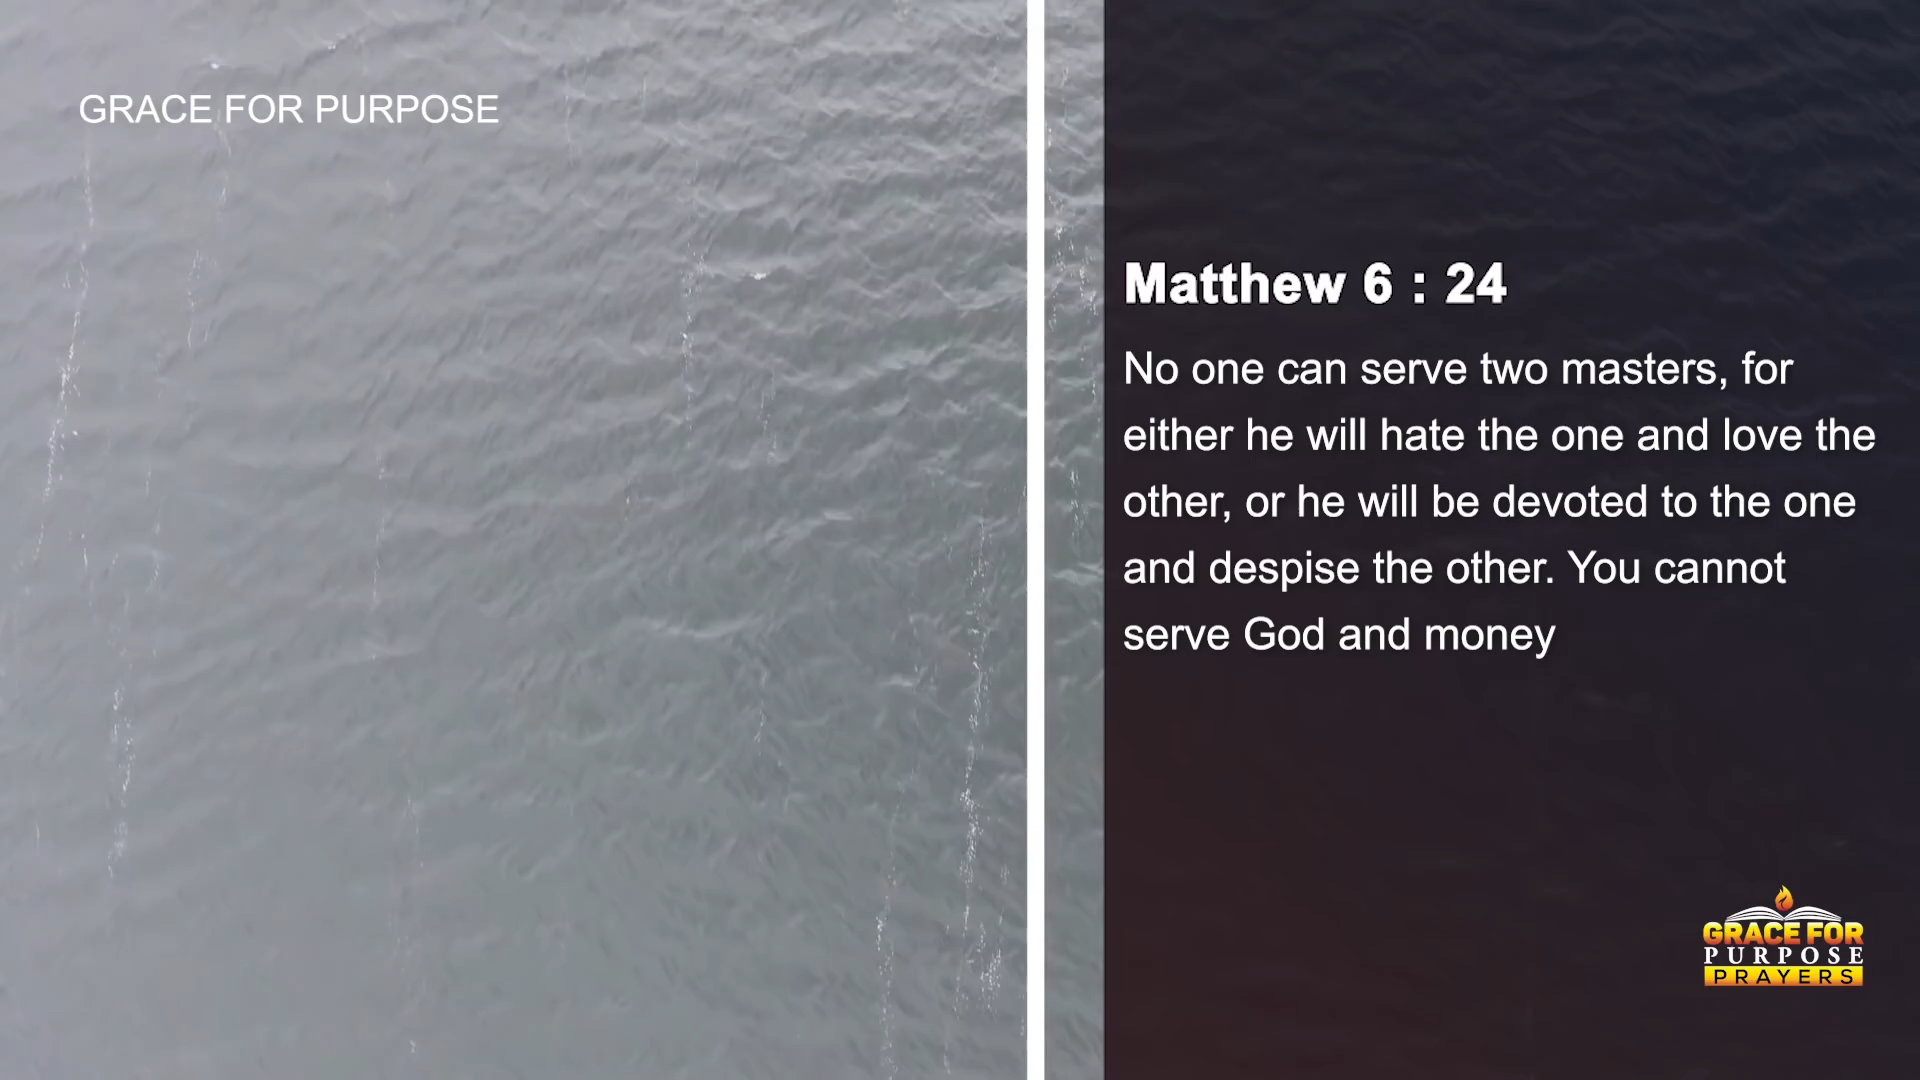 GRACE FOR PURPOSE
Matthew 6 : 24
No one can serve two masters, for
either he will hate the one and love the
other, or he will be devoted to the one
and despise the other. You cannot
serve God and money
GRACE FOR
PURPOSE
PRAYERS